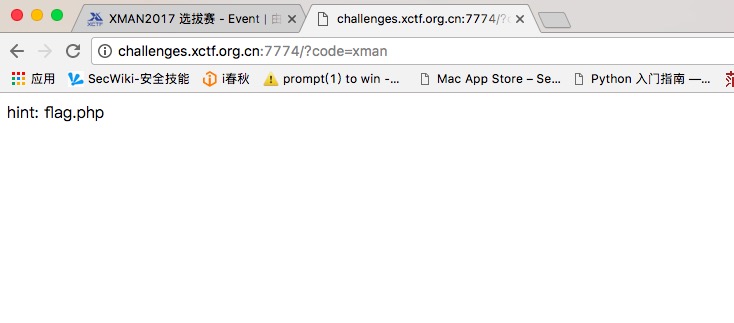 XMAN2017 选拔赛 - Event | 由
challenges.xctf.org.cn:7774/?c
challenges.xctf.org.cn:7774/?code=xman
应用 SecWiki-安全技能 i春秋 prompt(1) to win -... Mac App Store – Se... Python 入门指南 —...
hint: flag.php